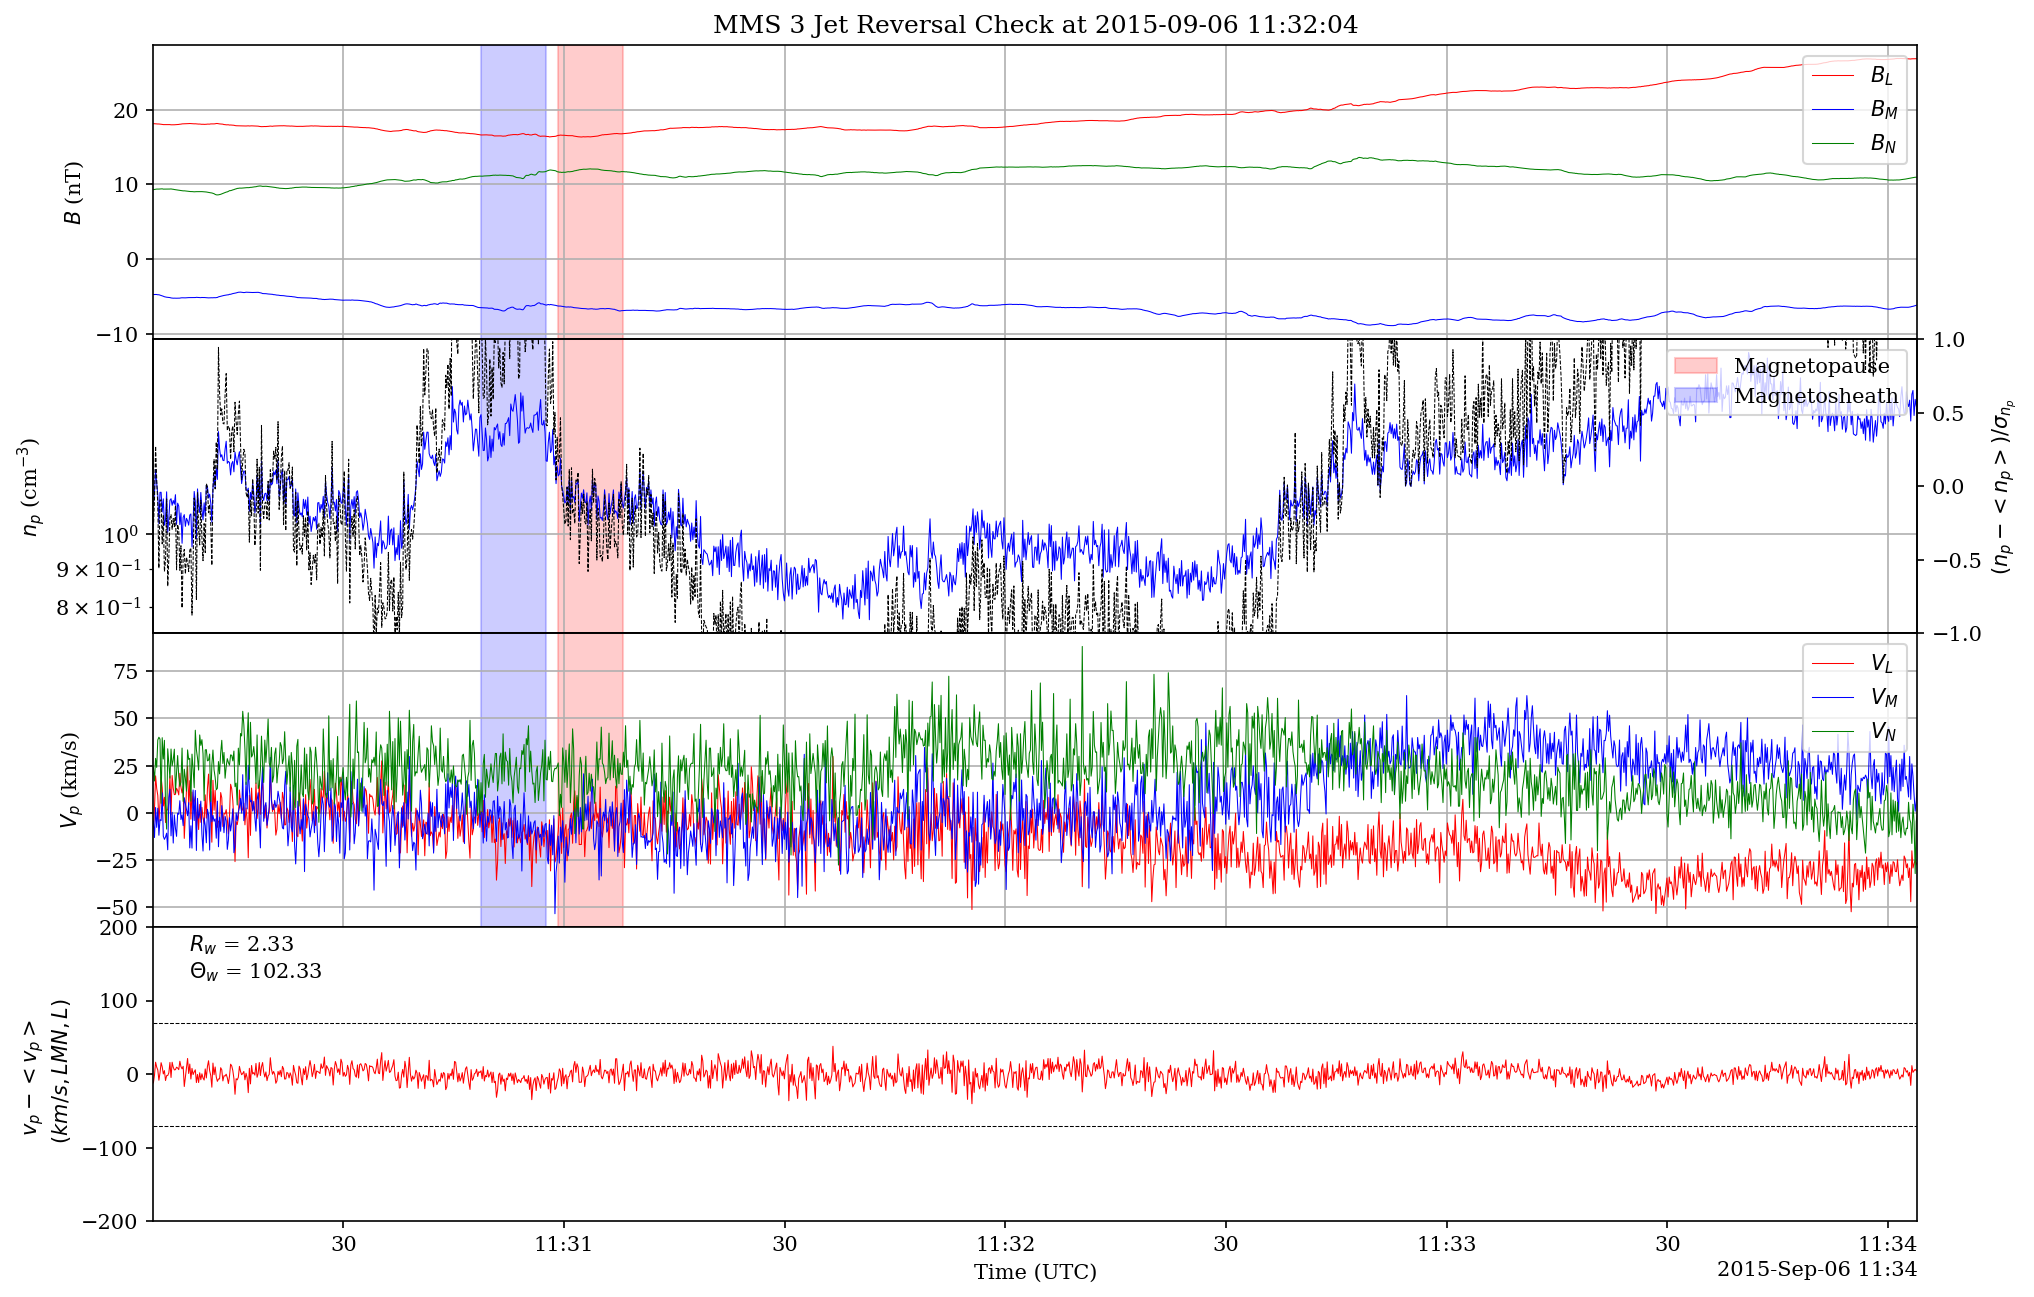 MMS 3 Jet Reversal Check at 2015-09-06 11:32:04
B (nT)
20
10
0
−10
B_L
B_M
B_N
n_p (cm^{−3})
10^0
9 × 10^{−1}
8 × 10^{−1}
Magnetopause
Magnetosheath
1.0
0.5
0.0
−0.5
−1.0
(n_p − < n_p >)/σ_{n_p}
V_p (km/s)
75
50
25
0
−25
−50
V_L
V_M
V_N
v_p − < v_p >
(km/s, LMN, L)
200
100
0
−100
−200
R_w = 2.33
Θ_w = 102.33
30 11:31 30 11:32 30 11:33 30 11:34
Time (UTC)
2015-Sep-06 11:34